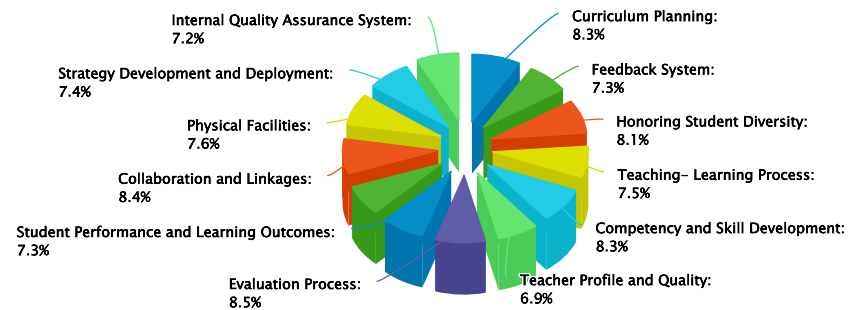 Internal Quality Assurance System:
7.2%
Strategy Development and Deployment:
7.4%
Physical Facilities:
7.6%
Collaboration and Linkages:
8.4%
Student Performance and Learning Outcomes:
7.3%
Evaluation Process:
8.5%
Curriculum Planning:
8.3%
Feedback System:
7.3%
Honoring Student Diversity:
8.1%
Teaching- Learning Process:
7.5%
Competency and Skill Development:
8.3%
Teacher Profile and Quality:
6.9%